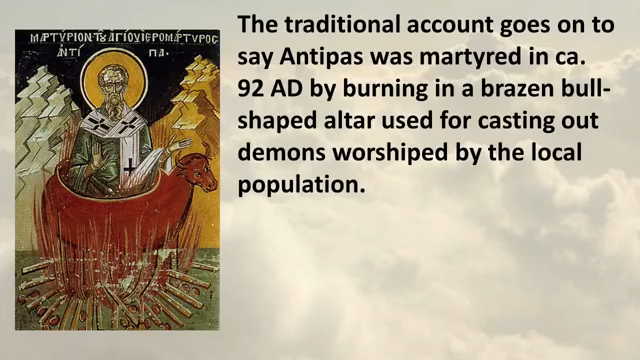 ΜΑΡΤΥΡΙΟΝ ΤΟΥ ΑΓΙΟΥ ΙΕΡΟΜΑΡΤΥΡΟΣ
ΑΝΤΙ ΠΑ·
The traditional account goes on to
say Antipas was martyred in ca.
92 AD by burning in a brazen bull-
shaped altar used for casting out
demons worshiped by the local
population.